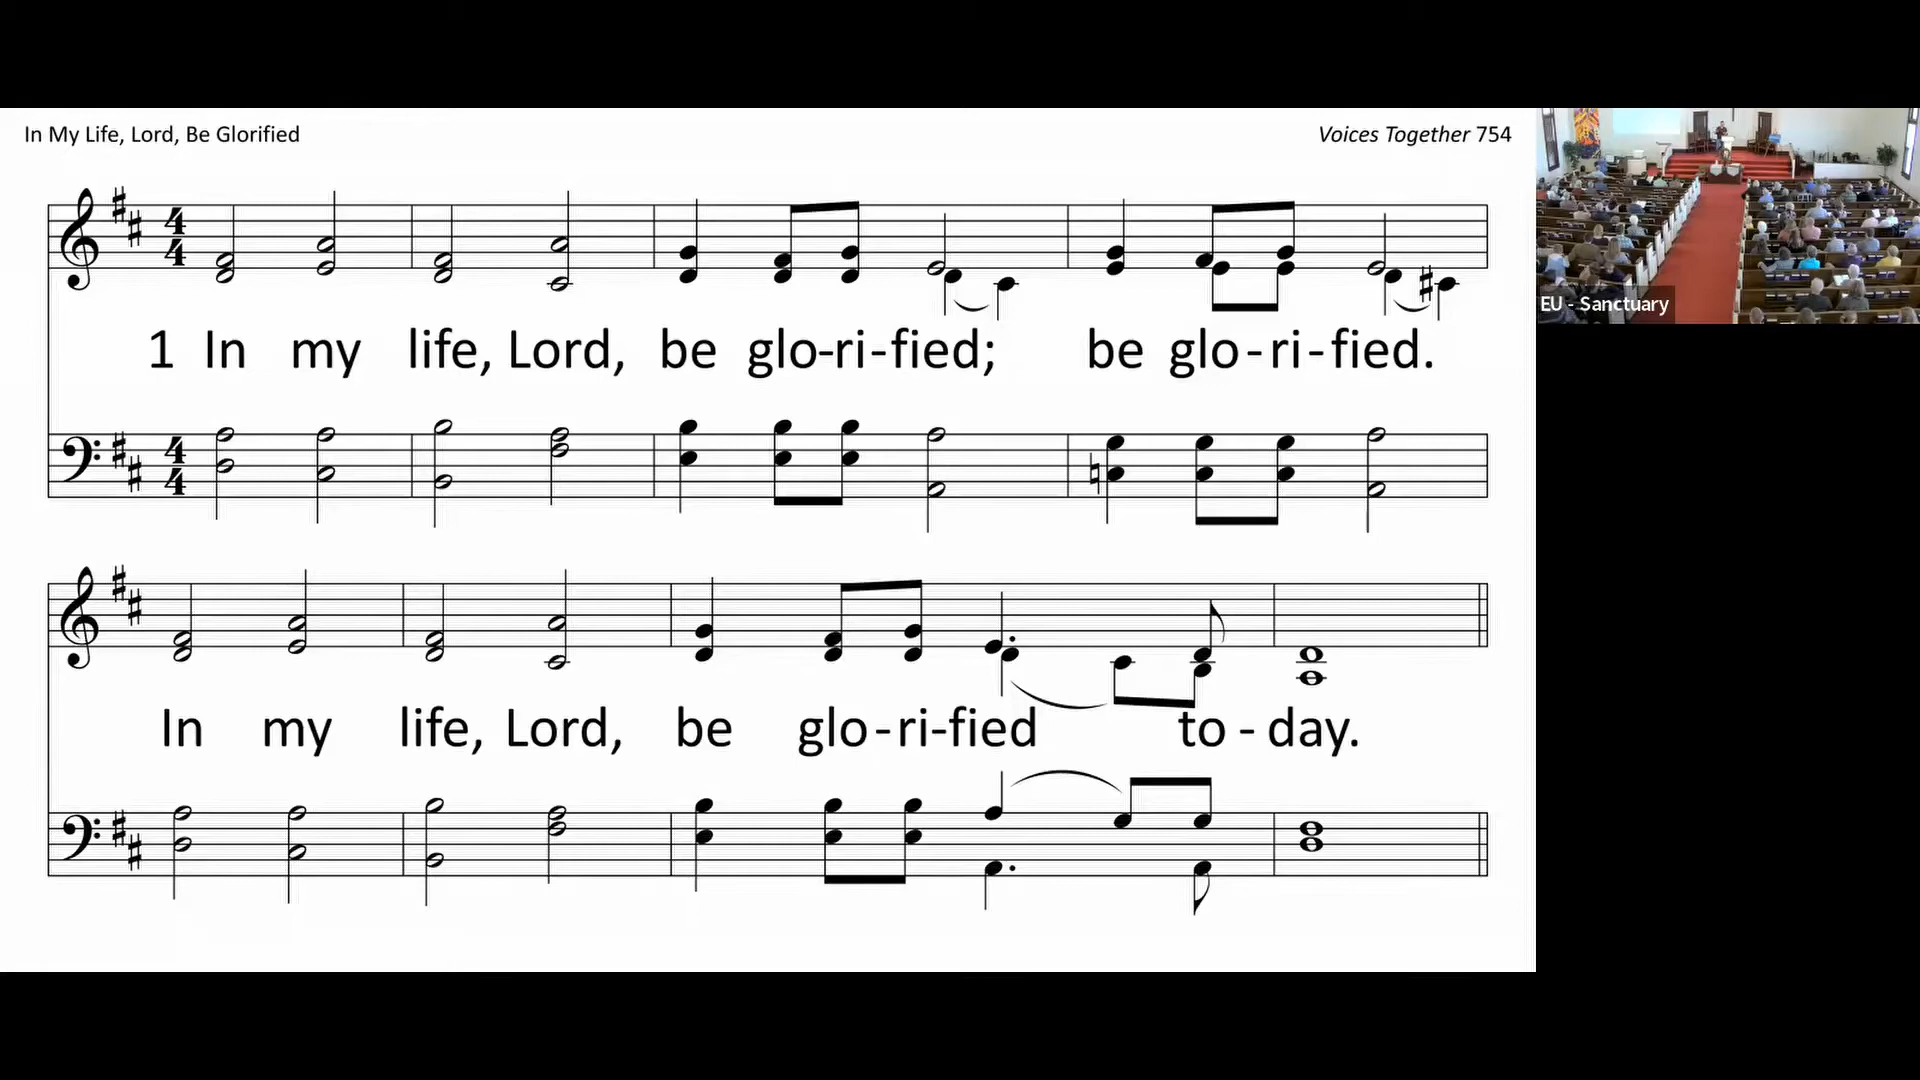 In My Life, Lord, Be Glorified
Voices Together 754
1 In my life, Lord, be glo-ri-fied; be glo-ri-fied.
In my life, Lord, be glo-ri-fied to-day.
EU - Sanctuary